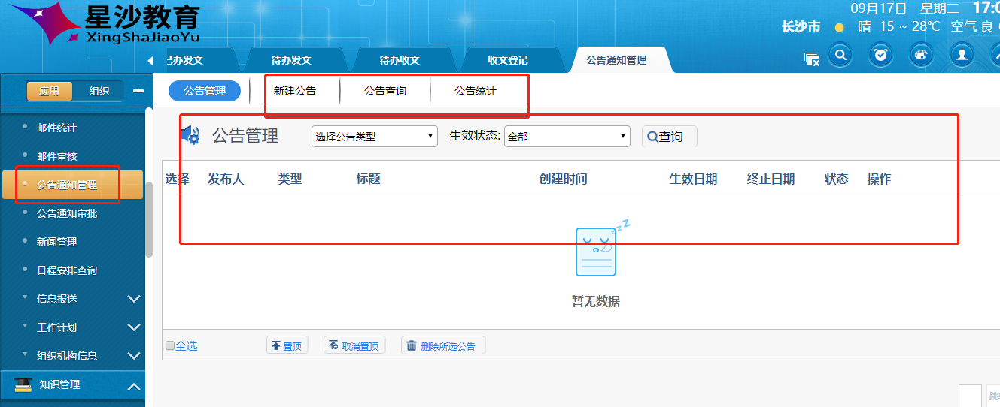 星沙教育
XingShaJiaoYu
09月17日 星期二 17:0
长沙市 晴 15 ~ 28℃ 空气 良
已办发文 待办发文 待办收文 收文登记 公告通知管理
应用 组织
公告管理 新建公告 公告查询 公告统计
邮件统计
邮件审核
公告通知管理
公告通知审批
新闻管理
日程安排查询
信息报送
工作计划
组织机构信息
知识管理
公告管理 选择公告类型 生效状态: 全部 查询
选择 发布人 类型 标题 创建时间 生效日期 终止日期 状态 操作
z z Z
暂无数据
全选 置顶 取消置顶 删除所选公告